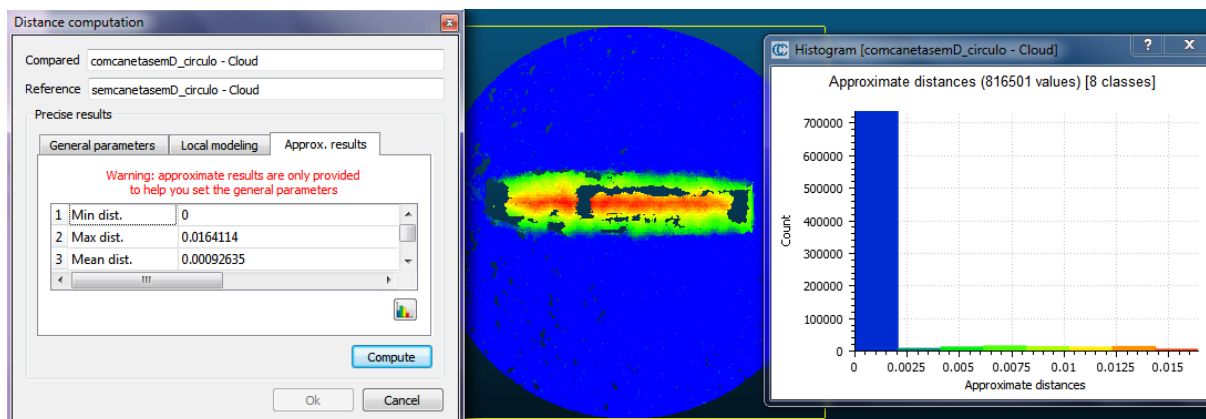 Distance computation
Compared comcanetasemD_circulo - Cloud
Reference semcanetasemD_circulo - Cloud
Precise results
General parameters Local modeling Approx. results
Warning: approximate results are only provided
to help you set the general parameters
1 Min dist. 0
2 Max dist. 0.0164114
3 Mean dist. 0.00092635
Compute
Ok Cancel
Histogram [comcanetasemD_circulo - Cloud]
Approximate distances (816501 values) [8 classes]
700000
600000
500000
400000
300000
200000
100000
0
Count
0 0.0025 0.005 0.0075 0.01 0.0125 0.015
Approximate distances